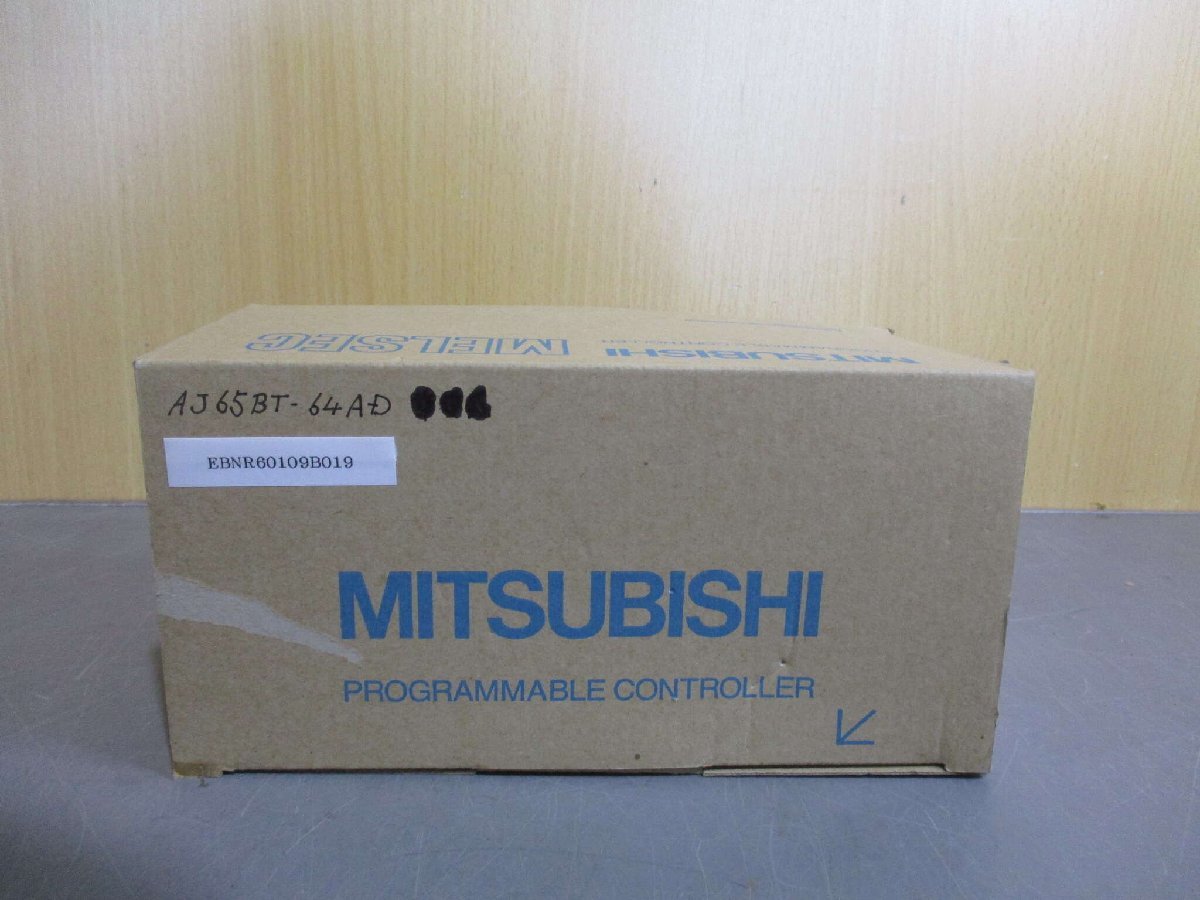 MITSUBISHI
MELSEC
AJ65BT-64AD
EBNR60109B019
MITSUBISHI
PROGRAMMABLE CONTROLLER